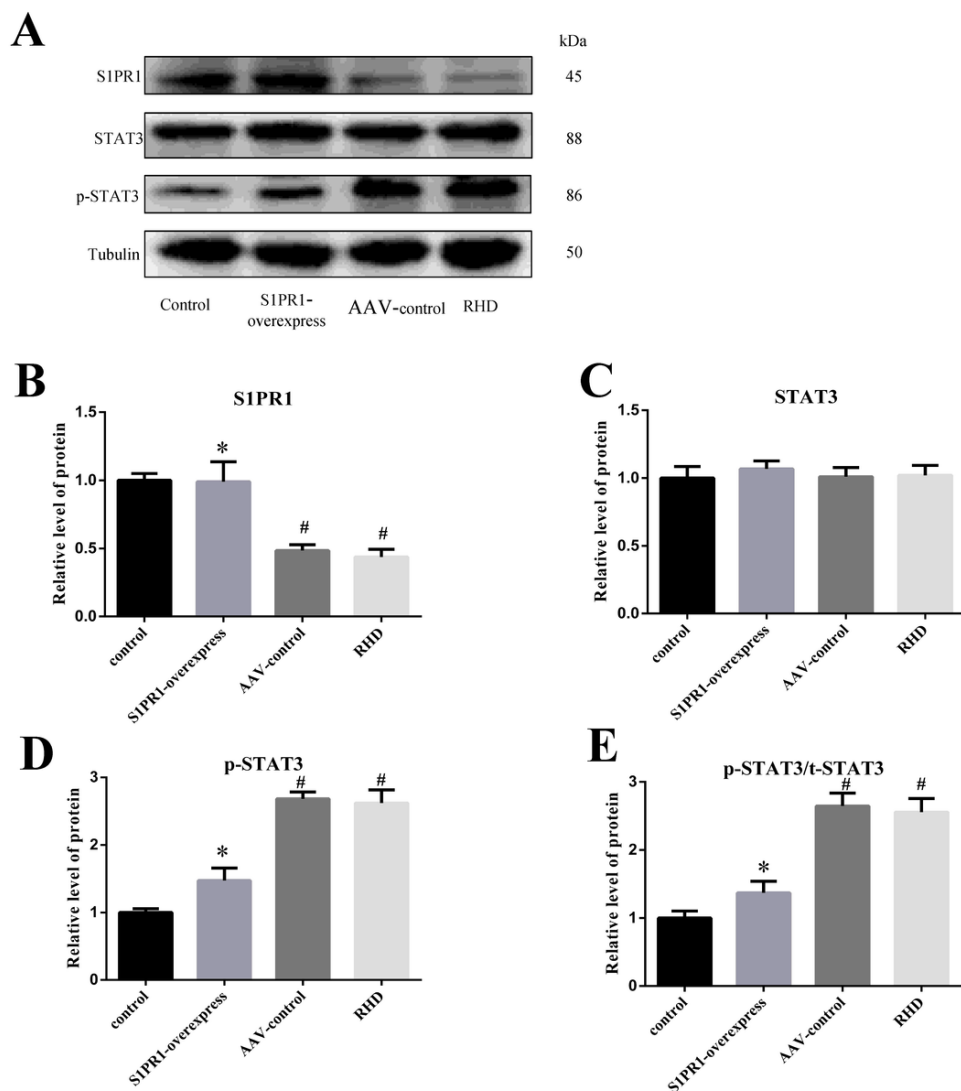 A
kDa
S1PR1
45
STAT3
88
p-STAT3
86
Tubulin
50
Control
S1PR1-
overexpress
AAV-control
RHD
B
S1PR1
Relative level of protein
1.5
1.0
0.5
0.0
*
#
#
control
S1PR1-overexpress
AAV-control
RHD
C
STAT3
Relative level of protein
1.5
1.0
0.5
0.0
control
S1PR1-overexpress
AAV-control
RHD
D
p-STAT3
Relative level of protein
3
2
1
0
*
#
#
control
S1PR1-overexpress
AAV-control
RHD
E
p-STAT3/t-STAT3
Relative level of protein
3
2
1
0
*
#
#
control
S1PR1-overexpress
AAV-control
RHD